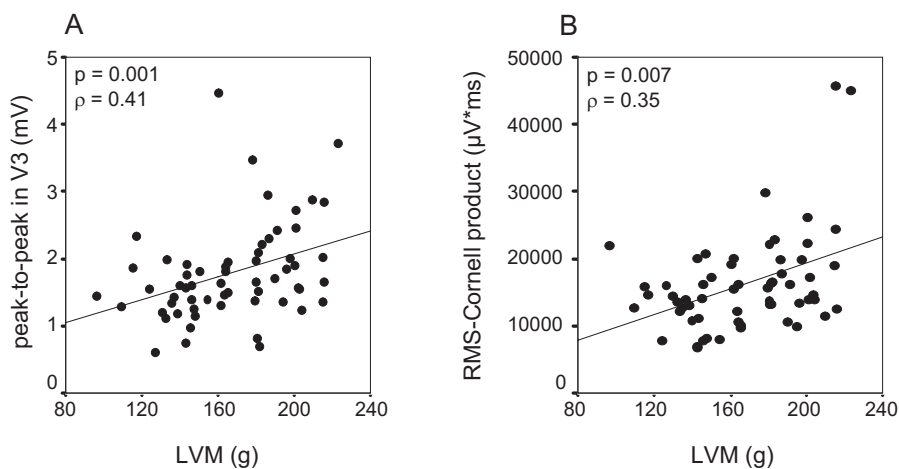 A
peak-to-peak in V3 (mV)
5
4
3
2
1
0
p = 0.001
ρ = 0.41
80 120 160 200 240
LVM (g)
B
RMS-Cornell product (μV*ms)
50000
40000
30000
20000
10000
0
p = 0.007
ρ = 0.35
80 120 160 200 240
LVM (g)